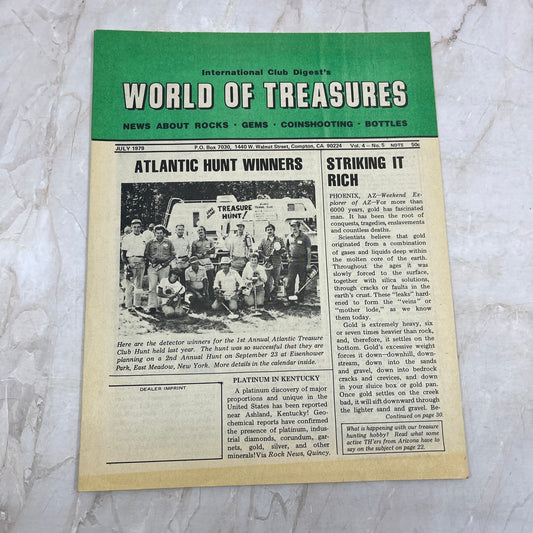 International Club Digest's
WORLD OF TREASURES
NEWS ABOUT ROCKS · GEMS · COINSHOOTING · BOTTLES
JULY 1979 P.O. Box 7030, 1440 W. Walnut Street, Compton, CA 90224 Vol. 4 - No. 5 NDTS 50¢
ATLANTIC HUNT WINNERS
TREASURE
HUNT!
Here are the detector winners for the 1st Annual Atlantic Treasure
Club Hunt held last year. The hunt was so successful that they are
planning on a 2nd Annual Hunt on September 23 at Eisenhower
Park, East Meadow, New York. More details in the calendar inside.
DEALER IMPRINT
PLATINUM IN KENTUCKY
A platinum discovery of major
proportions and unique in the
United States has been reported
near Ashland, Kentucky! Geo-
chemical reports have confirmed
the presence of platinum, indus-
trial diamonds, corundum, gar-
nets, gold, silver, and other
minerals! Via Rock News, Quincy.
STRIKING IT
RICH
PHOENIX, AZ—Weekend Ex-
plorer of AZ—For more than
6000 years, gold has fascinated
man. It has been the root of
conquests, tragedies, enslavements
and countless deaths.
Scientists believe that gold
originated from a combination
of gases and liquids deep within
the molten core of the earth.
Throughout the ages it was
slowly forced to the surface,
together with silica solutions,
through cracks or faults in the
earth's crust. These "leaks" hard-
ened to form the "veins" or
"mother lode," as we know
them today.
Gold is extremely heavy, six
or seven times heavier than rock,
and, therefore, it settles on the
bottom. Gold's excessive weight
forces it down—downhill, down-
stream, down into the sands
and gravel, down into bedrock
cracks and crevices, and down
in your sluice box or gold pan.
Once gold settles on the creek
bed, it will sift downward through
the lighter sand and gravel. Be-
Continued on page 30
What is happening with our treasure
hunting hobby? Read what some
active TH'ers from Arizona have to
say on the subject on page 22.